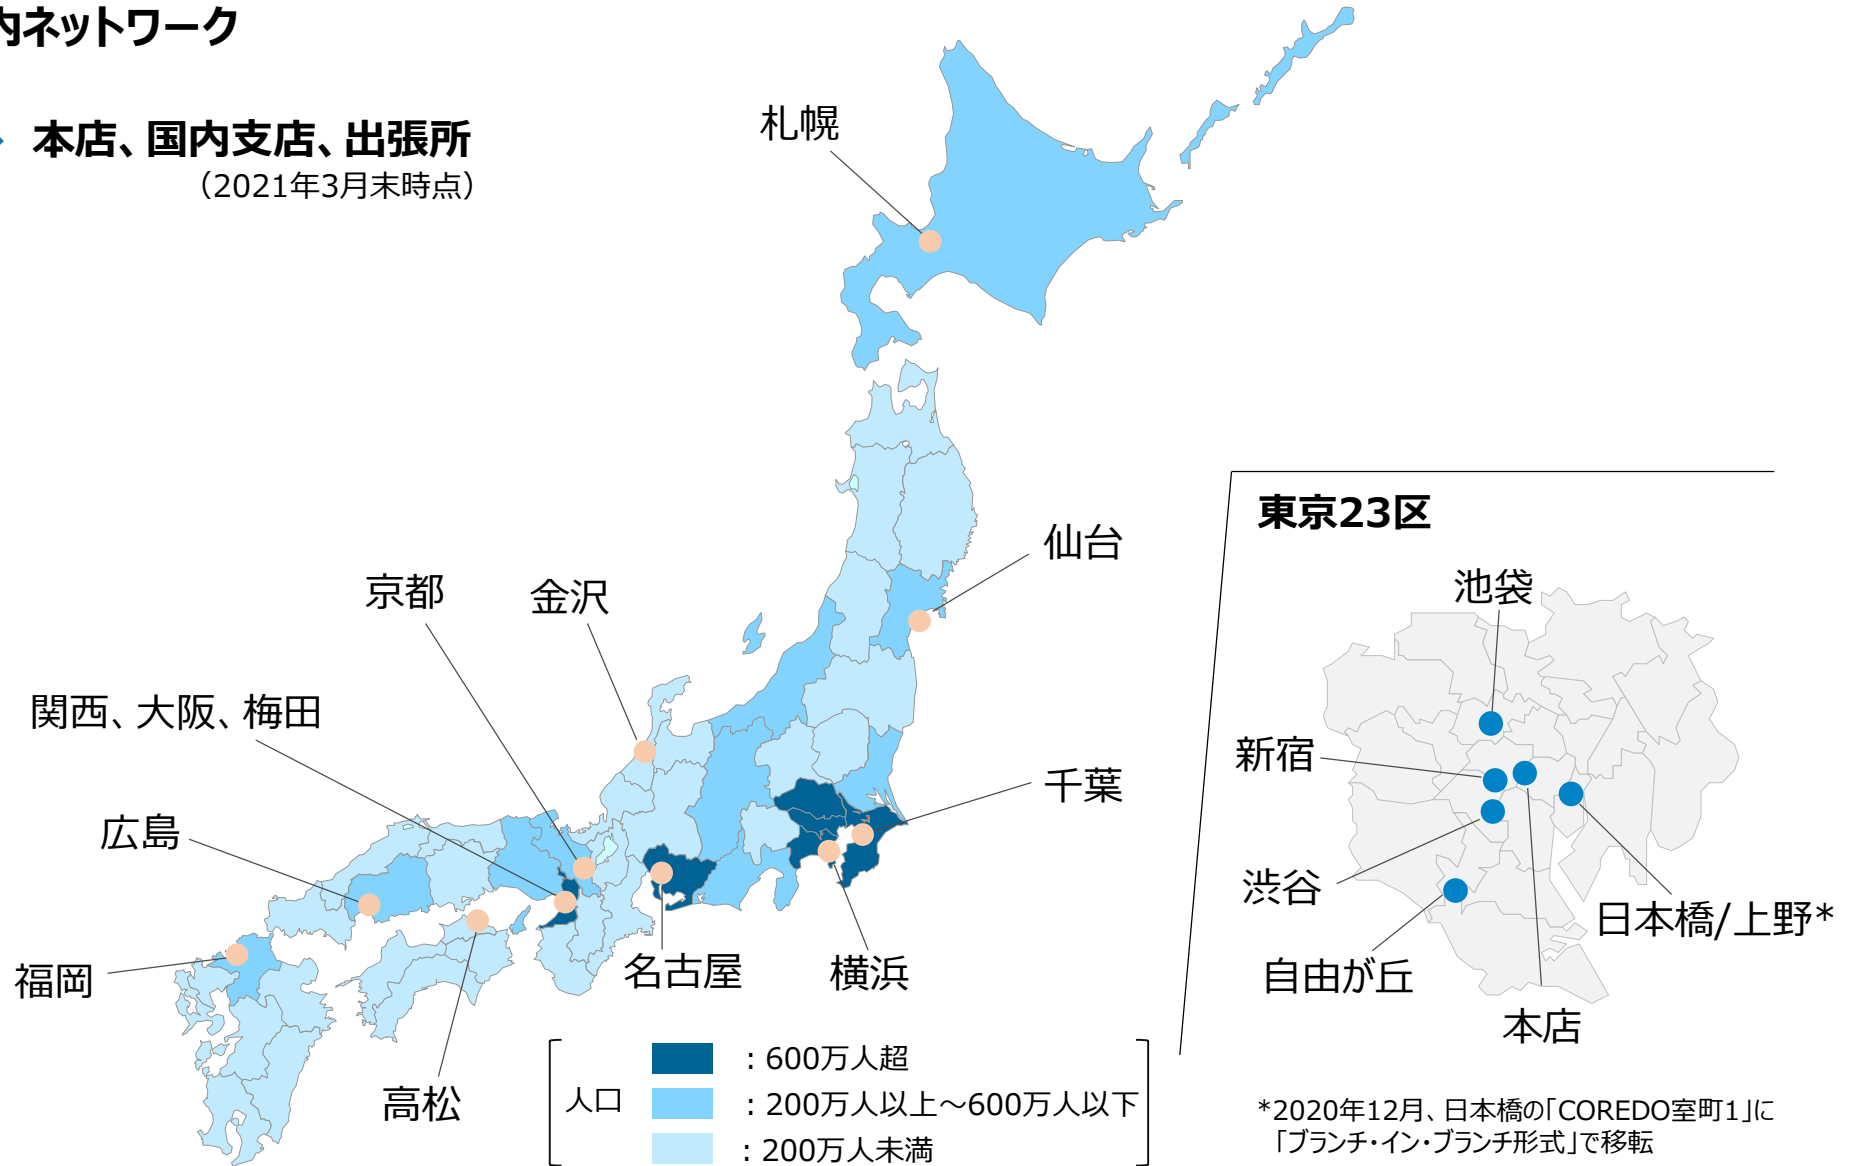 内ネットワーク
本店、国内支店、出張所
（2021年3月末時点）
札幌
仙台
京都
金沢
関西、大阪、梅田
千葉
広島
福岡
名古屋
横浜
高松
人口
：600万人超
：200万人以上～600万人以下
：200万人未満
東京23区
池袋
新宿
渋谷
日本橋/上野*
自由が丘
本店
*2020年12月、日本橋の「COREDO室町1」に
「ブランチ・イン・ブランチ形式」で移転